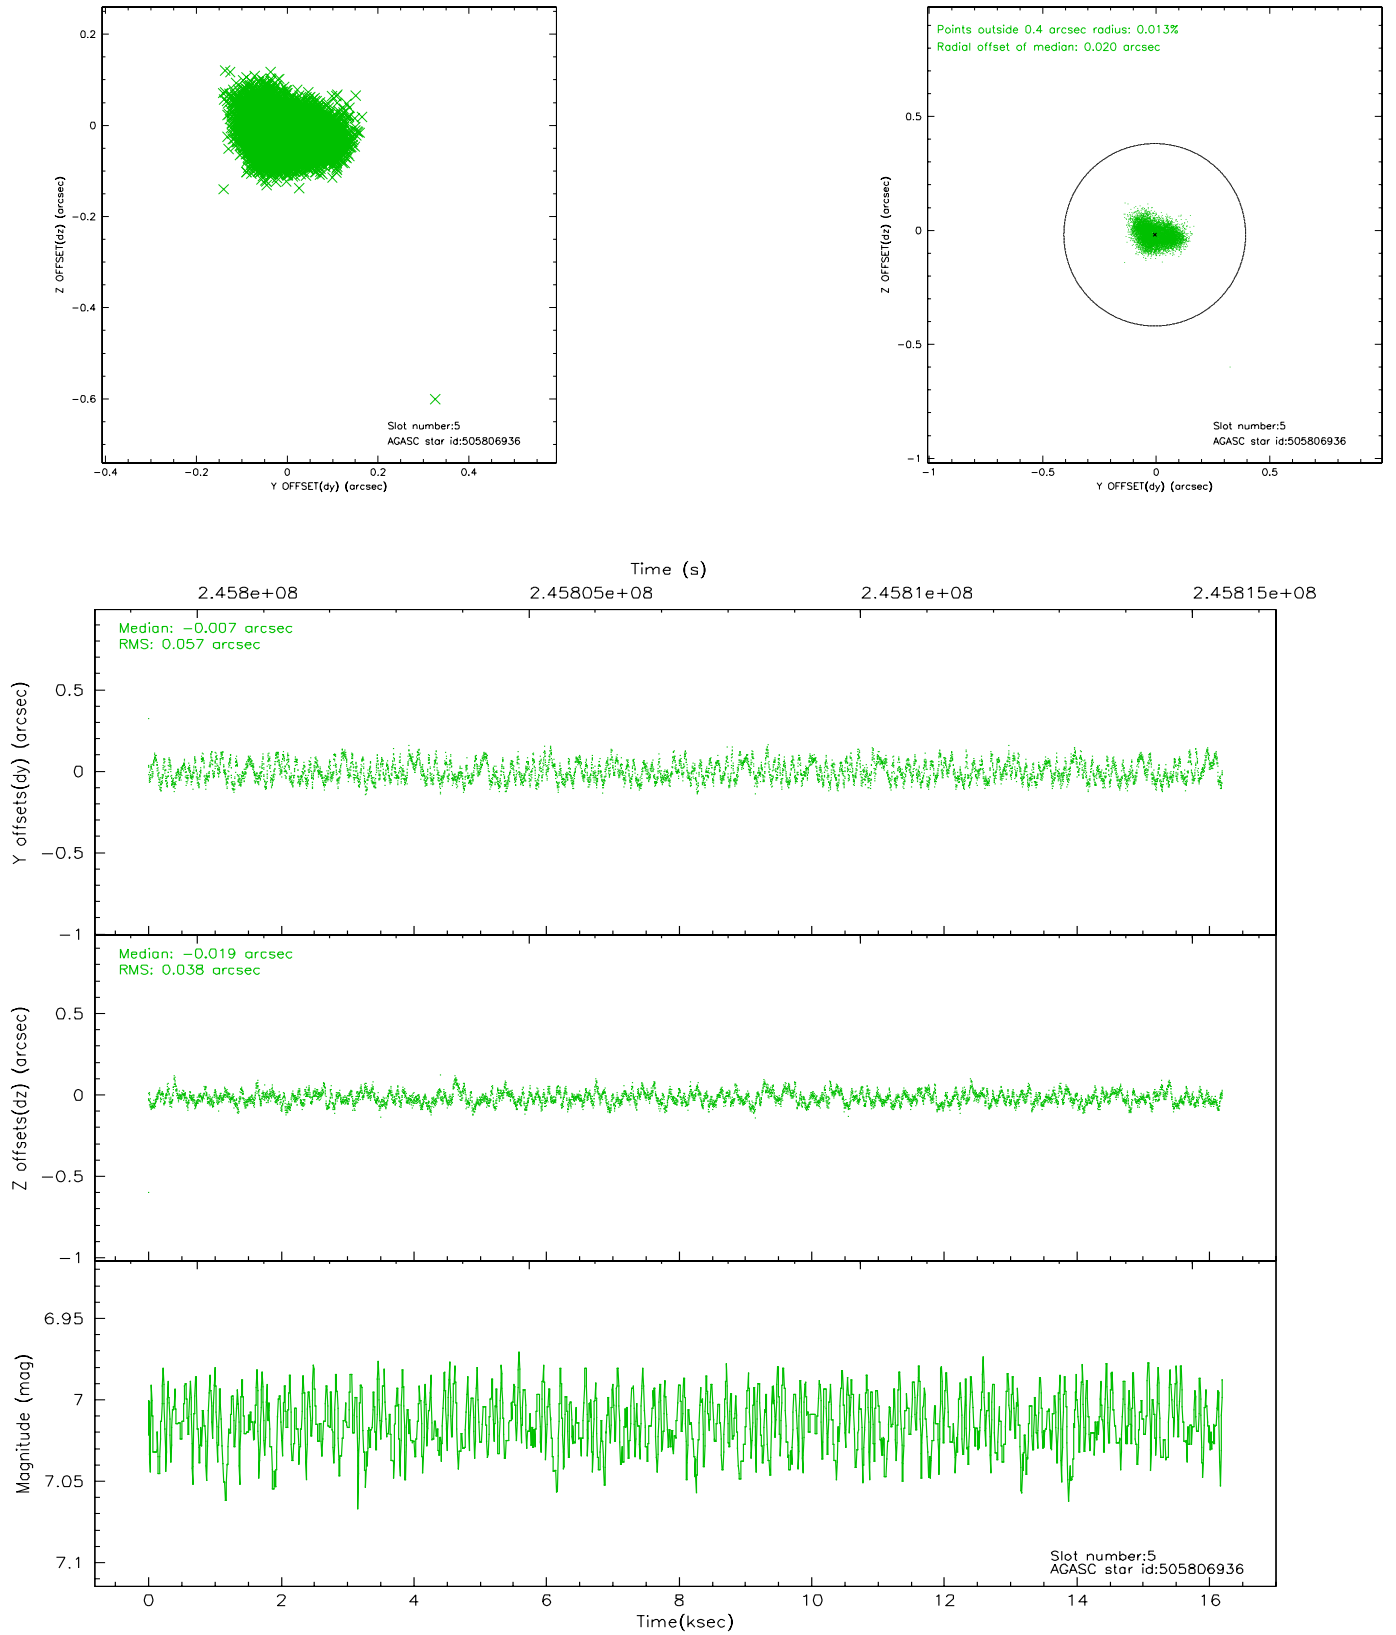 0.2
0
−0.2
−0.4
−0.6
−0.4
−0.2
0
0.2
0.4
Z OFFSET(dz) (arcsec)
Y OFFSET(dy) (arcsec)
Slot number:5
AGASC star id:505806936
Points outside 0.4 arcsec radius: 0.013%
Radial offset of median: 0.020 arcsec
0.5
0
−0.5
−1
−1
−0.5
0
0.5
Z OFFSET(dz) (arcsec)
Y OFFSET(dy) (arcsec)
Slot number:5
AGASC star id:505806936
Time (s)
2.458e+08
2.45805e+08
2.4581e+08
2.45815e+08
Median: −0.007 arcsec
RMS: 0.057 arcsec
Y offsets(dy) (arcsec)
0.5
0
−0.5
−1
Median: −0.019 arcsec
RMS: 0.038 arcsec
Z offsets(dz) (arcsec)
0.5
0
−0.5
−1
Magnitude (mag)
6.95
7
7.05
7.1
Slot number:5
AGASC star id:505806936
0
2
4
6
8
10
12
14
16
Time(ksec)